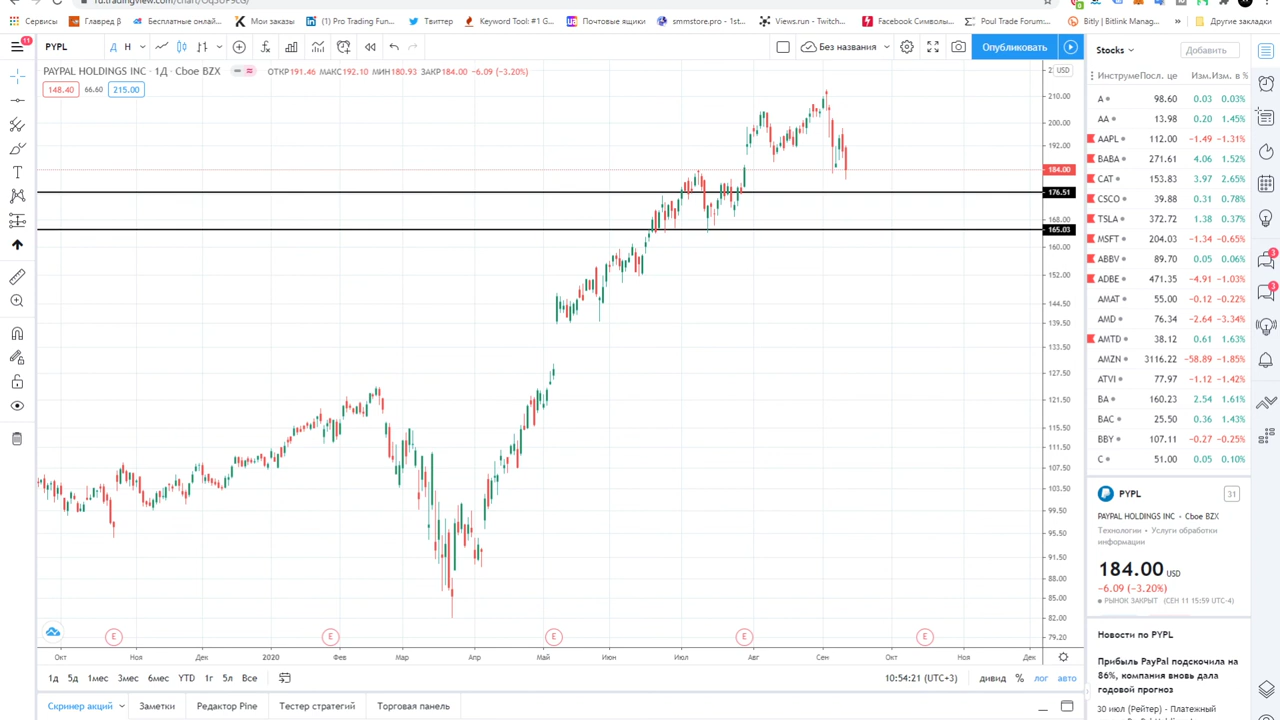 ru.tradingview.com/chart/
Сервисы Главред β Бесплатные онлай... Мои заказы (1) Pro Trading Fun... Твиттер Keyword Tool: #1 G... Почтовые ящики smmstore.pro - 1st... Views.run - Twitch... Facebook Символы... Poul Trade Forum:... Bitly | Bitlink Manag... » Другие закладки
11 PYPL Д Н Без названия Опубликовать
PAYPAL HOLDINGS INC · 1Д · Cboe BZX
148.40 66.60 215.00
USD
210.00
200.00
192.00
184.00
176.51
168.00
165.03
160.00
152.00
144.50
139.50
133.50
127.50
121.50
115.50
111.50
107.50
103.50
99.50
95.50
91.50
88.00
85.00
82.00
79.20
E E E E E
Окт Ноя Дек 2020 Фев Мар Апр Май Июн Июл Авг Сен Окт Ноя Дек
1д 5д 1мес 3мес 6мес YTD 1г 5л Все
10:54:21 (UTC+3) дивид % лог авто
Скринер акций Заметки Редактор Pine Тестер стратегий Торговая панель
Stocks Добавить
Инструме Посл. це Изм. Изм. в %
A 98.60 0.03 0.03%
AA 13.98 0.20 1.45%
AAPL 112.00 −1.49 −1.31%
BABA 271.61 4.06 1.52%
CAT 153.83 3.97 2.65%
CSCO 39.88 0.31 0.78%
TSLA 372.72 1.38 0.37%
MSFT 204.03 −1.34 −0.65%
ABBV 89.70 0.05 0.06%
ADBE 471.35 −4.91 −1.03%
AMAT 55.00 −0.12 −0.22%
AMD 76.34 −2.64 −3.34%
AMTD 38.12 0.61 1.63%
AMZN 3116.22 −58.89 −1.85%
ATVI 77.97 −1.12 −1.42%
BA 160.23 2.54 1.61%
BAC 25.50 0.36 1.43%
BBY 107.11 −0.27 −0.25%
C 51.00 0.05 0.10%
PYPL 31
PAYPAL HOLDINGS INC • Cboe BZX
Технологии • Услуги обработки
информации
184.00 USD
−6.09 (−3.20%)
РЫНОК ЗАКРЫТ (СЕН 11 15:59 UTC-4)
Новости по PYPL
Прибыль PayPal подскочила на
86%, компания вновь дала
годовой прогноз
30 июл (Рейтер) - Платежный
3
3